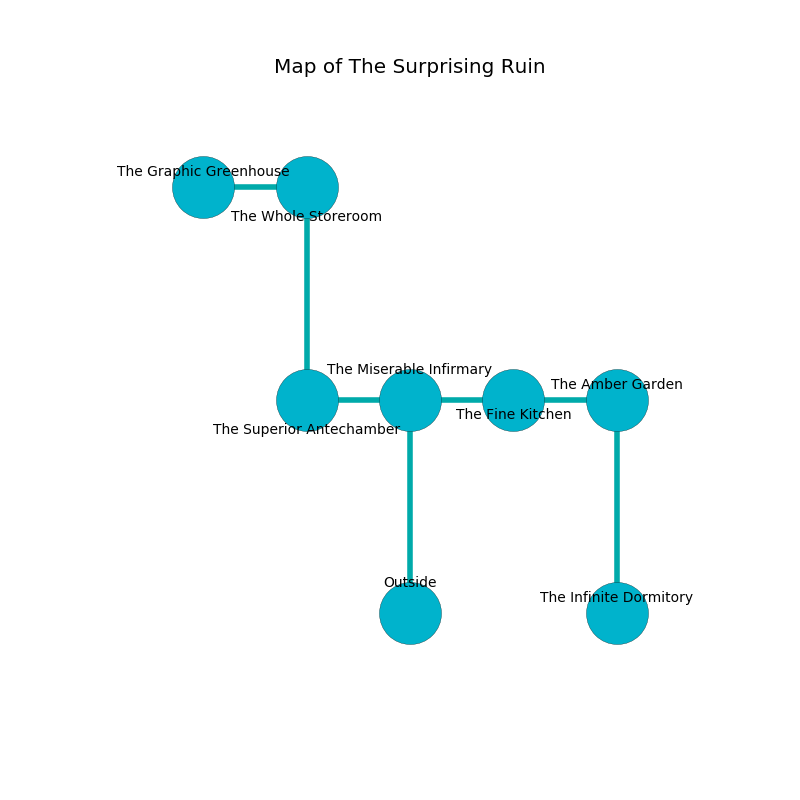 Map of The Surprising Ruin
The Graphic Greenhouse
The Whole Storeroom
The Miserable Infirmary
The Amber Garden
The Fine Kitchen
The Superior Antechamber
Outside
The Infinite Dormitory